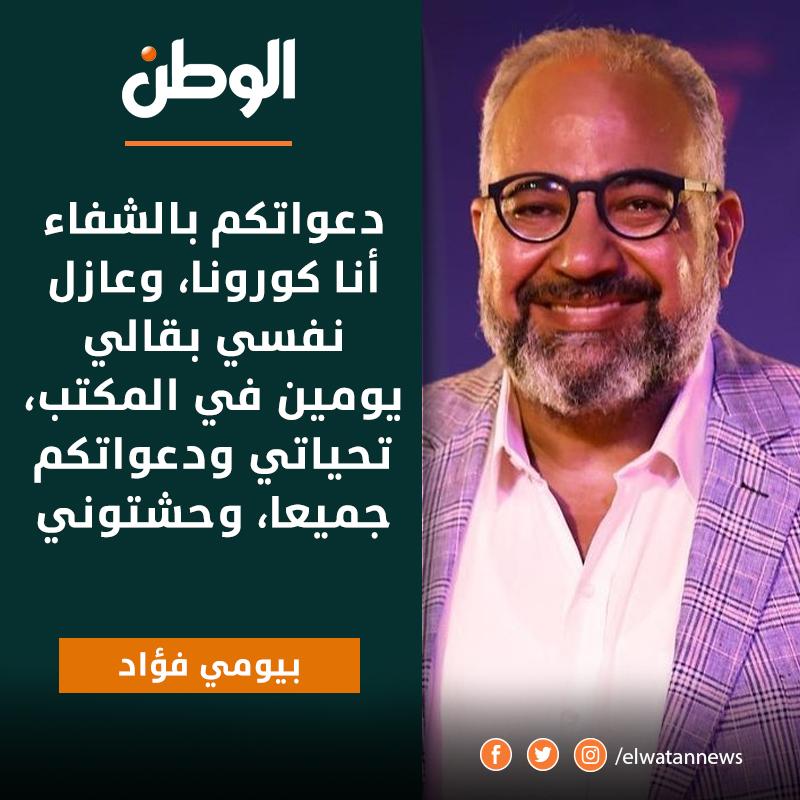 الوطن
دعواتكم بالشفاء
أنا كورونا، وعازل
نفسي بقالي
يومين في المكتب،
تحياتي ودعواتكم
جميعا، وحشتوني
بيومي فؤاد
/elwatannews